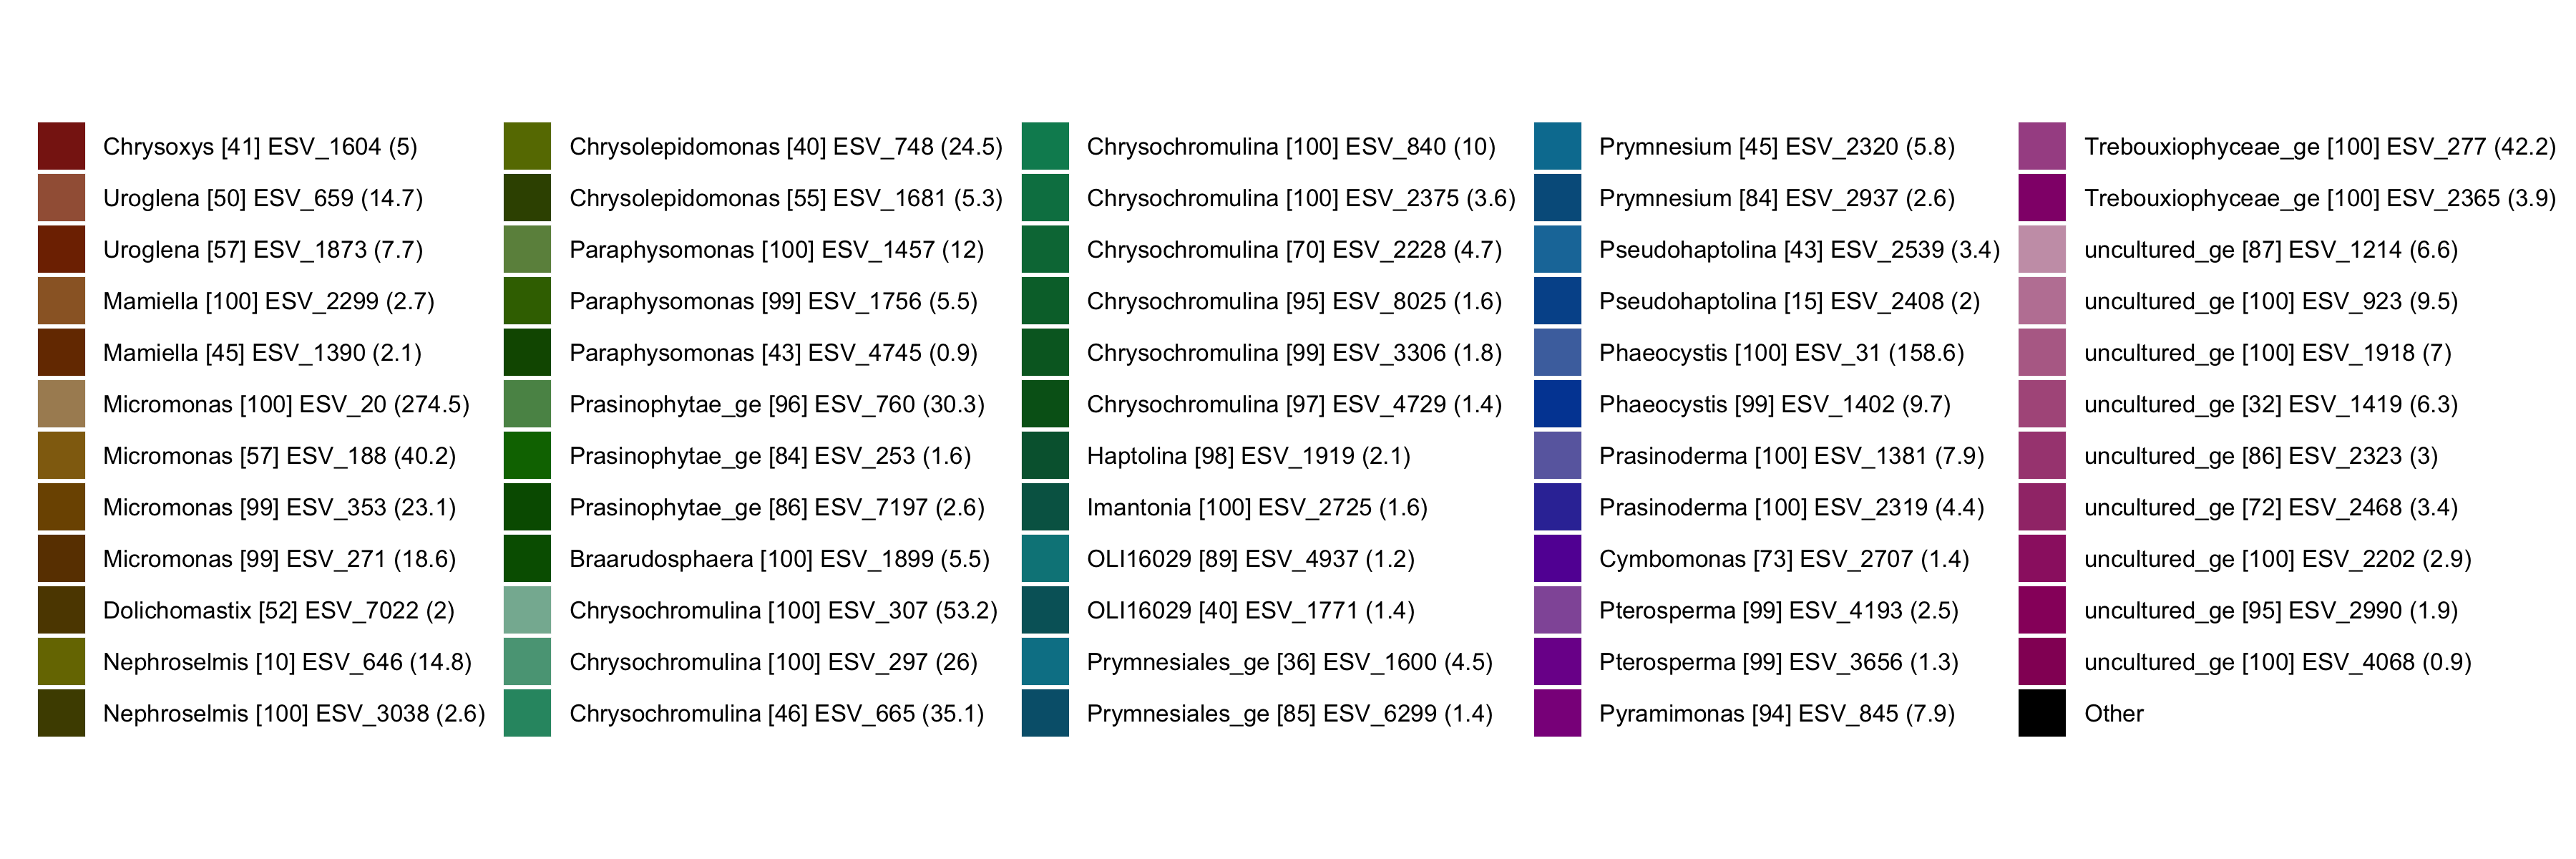 Chrysoxys [41] ESV_1604 (5)
Uroglena [50] ESV_659 (14.7)
Uroglena [57] ESV_1873 (7.7)
Mamiella [100] ESV_2299 (2.7)
Mamiella [45] ESV_1390 (2.1)
Micromonas [100] ESV_20 (274.5)
Micromonas [57] ESV_188 (40.2)
Micromonas [99] ESV_353 (23.1)
Micromonas [99] ESV_271 (18.6)
Dolichomastix [52] ESV_7022 (2)
Nephroselmis [10] ESV_646 (14.8)
Nephroselmis [100] ESV_3038 (2.6)
Chrysolepidomonas [40] ESV_748 (24.5)
Chrysolepidomonas [55] ESV_1681 (5.3)
Paraphysomonas [100] ESV_1457 (12)
Paraphysomonas [99] ESV_1756 (5.5)
Paraphysomonas [43] ESV_4745 (0.9)
Prasinophytae_ge [96] ESV_760 (30.3)
Prasinophytae_ge [84] ESV_253 (1.6)
Prasinophytae_ge [86] ESV_7197 (2.6)
Braarudosphaera [100] ESV_1899 (5.5)
Chrysochromulina [100] ESV_307 (53.2)
Chrysochromulina [100] ESV_297 (26)
Chrysochromulina [46] ESV_665 (35.1)
Chrysochromulina [100] ESV_840 (10)
Chrysochromulina [100] ESV_2375 (3.6)
Chrysochromulina [70] ESV_2228 (4.7)
Chrysochromulina [95] ESV_8025 (1.6)
Chrysochromulina [99] ESV_3306 (1.8)
Chrysochromulina [97] ESV_4729 (1.4)
Haptolina [98] ESV_1919 (2.1)
Imantonia [100] ESV_2725 (1.6)
OLI16029 [89] ESV_4937 (1.2)
OLI16029 [40] ESV_1771 (1.4)
Prymnesiales_ge [36] ESV_1600 (4.5)
Prymnesiales_ge [85] ESV_6299 (1.4)
Prymnesium [45] ESV_2320 (5.8)
Prymnesium [84] ESV_2937 (2.6)
Pseudohaptolina [43] ESV_2539 (3.4)
Pseudohaptolina [15] ESV_2408 (2)
Phaeocystis [100] ESV_31 (158.6)
Phaeocystis [99] ESV_1402 (9.7)
Prasinoderma [100] ESV_1381 (7.9)
Prasinoderma [100] ESV_2319 (4.4)
Cymbomonas [73] ESV_2707 (1.4)
Pterosperma [99] ESV_4193 (2.5)
Pterosperma [99] ESV_3656 (1.3)
Pyramimonas [94] ESV_845 (7.9)
Trebouxiophyceae_ge [100] ESV_277 (42.2)
Trebouxiophyceae_ge [100] ESV_2365 (3.9)
uncultured_ge [87] ESV_1214 (6.6)
uncultured_ge [100] ESV_923 (9.5)
uncultured_ge [100] ESV_1918 (7)
uncultured_ge [32] ESV_1419 (6.3)
uncultured_ge [86] ESV_2323 (3)
uncultured_ge [72] ESV_2468 (3.4)
uncultured_ge [100] ESV_2202 (2.9)
uncultured_ge [95] ESV_2990 (1.9)
uncultured_ge [100] ESV_4068 (0.9)
Other